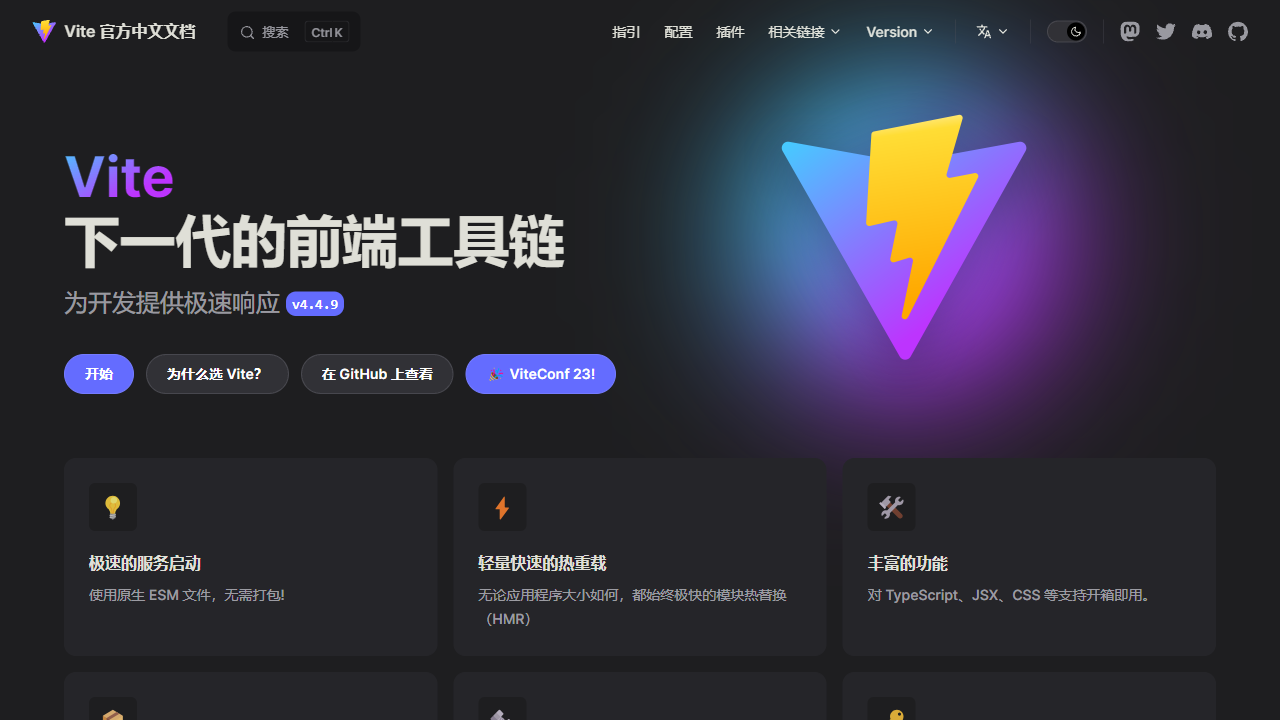 Vite 官方中文文档 搜索 Ctrl K 指引 配置 插件 相关链接 Version
Vite
下一代的前端工具链
为开发提供极速响应 v4.4.9
开始 为什么选 Vite? 在 GitHub 上查看 🎉 ViteConf 23!
极速的服务启动
使用原生 ESM 文件，无需打包!
轻量快速的热重载
无论应用程序大小如何，都始终极快的模块热替换
（HMR）
丰富的功能
对 TypeScript、JSX、CSS 等支持开箱即用。